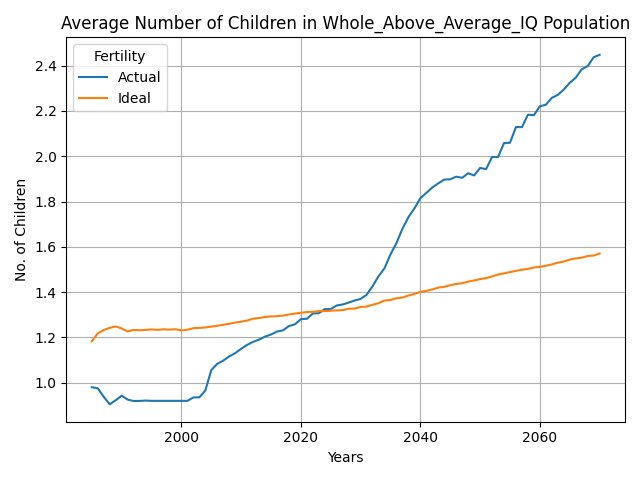 Average Number of Children in Whole_Above_Average_IQ Population
Fertility
Actual
Ideal
No. of Children
2.4
2.2
2.0
1.8
1.6
1.4
1.2
1.0
2000
2020
2040
2060
Years